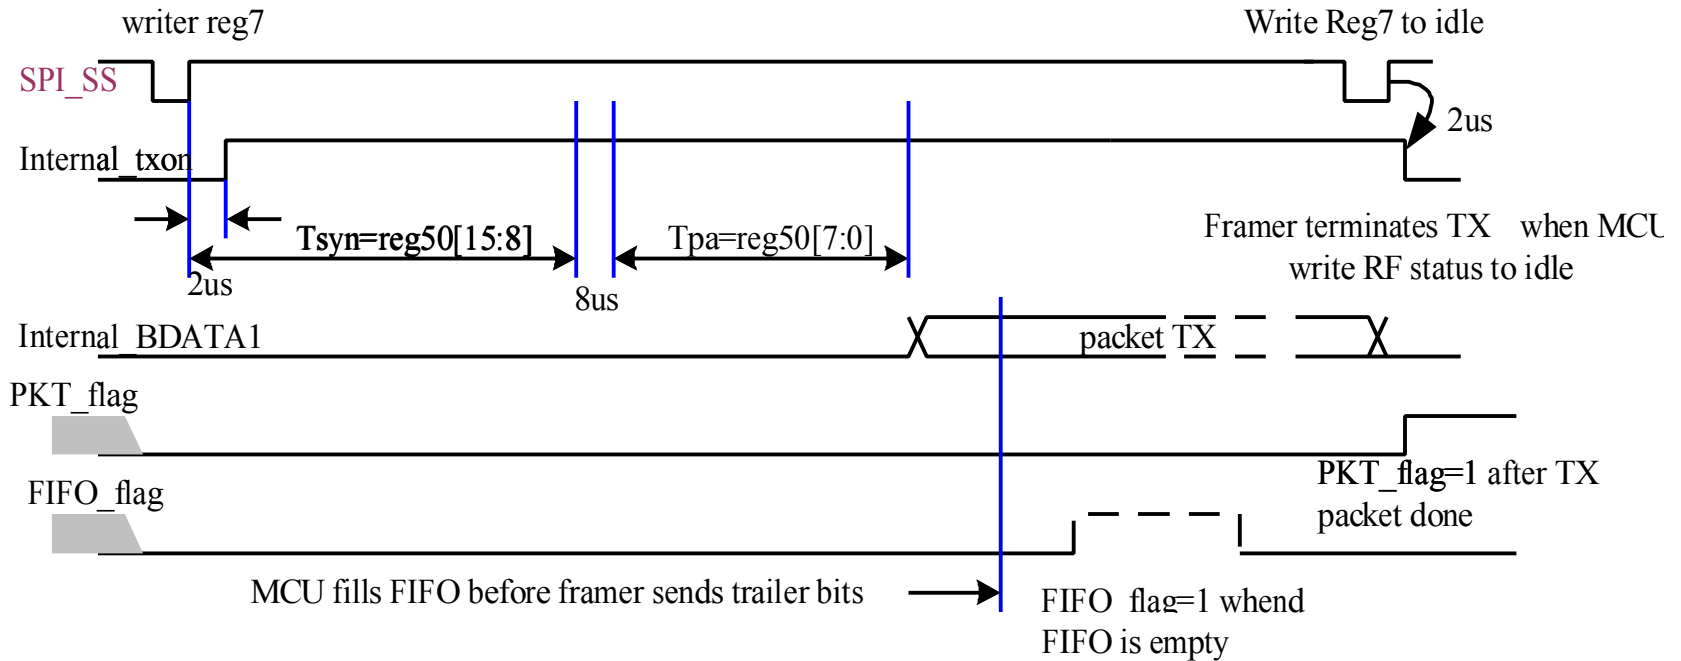 writer reg7
Write Reg7 to idle
SPI_SS
2us
Internal_txon
Tsyn=reg50[15:8]
Tpa=reg50[7:0]
Framer terminates TX when MCU
write RF status to idle
2us
8us
Internal_BDATA1
packet TX
PKT_flag
PKT_flag=1 after TX
packet done
FIFO_flag
MCU fills FIFO before framer sends trailer bits
FIFO_flag=1 whend
FIFO is empty